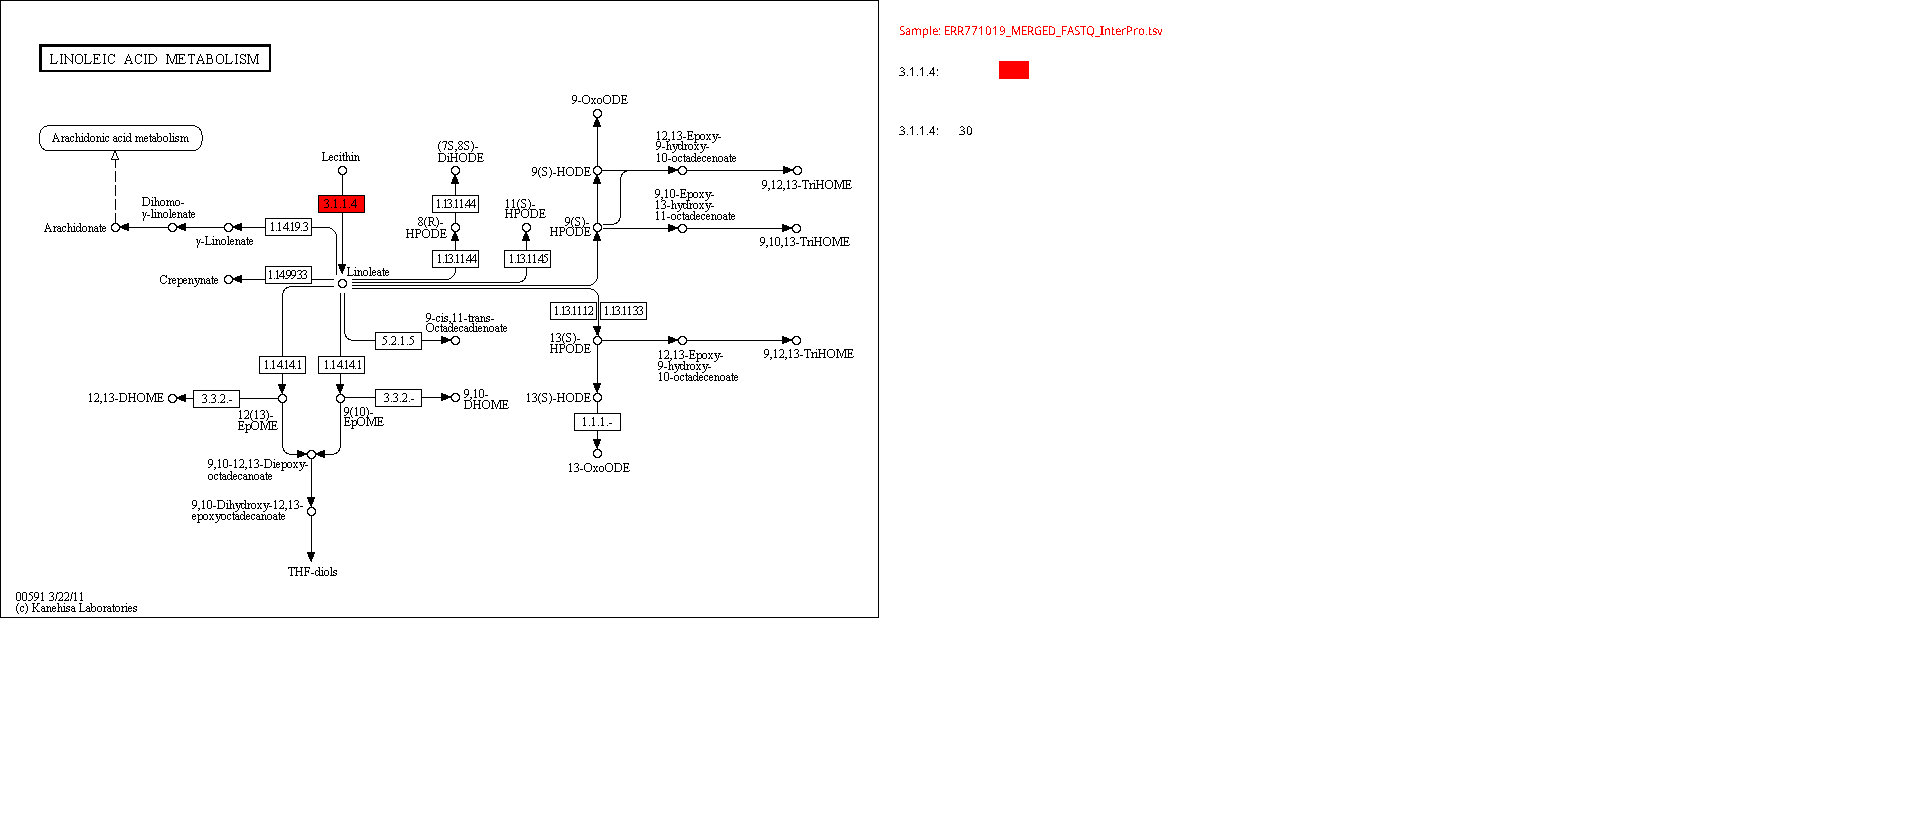 LINOLEIC ACID METABOLISM
Sample: ERR771019_MERGED_FASTQ_InterPro.tsv
3.1.1.4:
3.1.1.4: 30
9-OxoODE
Arachidonic acid metabolism
Lecithin
(7S,8S)-
DiHODE
12,13-Epoxy-
9-hydroxy-
10-octadecenoate
9(S)-HODE
9,12,13-TriHOME
3.1.1.4
1.13.1144
11(S)-
HPODE
9,10-Epoxy-
13-hydroxy-
11-octadecenoate
Dihomo-
γ-linolenate
Arachidonate
γ-Linolenate
1.14.19.3
8(R)-
HPODE
9(S)-
HPODE
9,10,13-TriHOME
1.13.1144
1.13.1145
Crepenynate
1.14.99.33
Linoleate
1.13.11.12
1.13.11.33
9-cis,11-trans-
Octadecadienoate
5.2.1.5
13(S)-
HPODE
12,13-Epoxy-
9-hydroxy-
10-octadecenoate
9,12,13-TriHOME
1.14.14.1
1.14.14.1
12,13-DHOME
3.3.2.-
12(13)-
EpOME
9(10)-
EpOME
3.3.2.-
9,10-
DHOME
13(S)-HODE
1.1.1.-
13-OxoODE
9,10-12,13-Diepoxy-
octadecanoate
9,10-Dihydroxy-12,13-
epoxyoctadecanoate
THF-diols
00591 3/22/11
(c) Kanehisa Laboratories